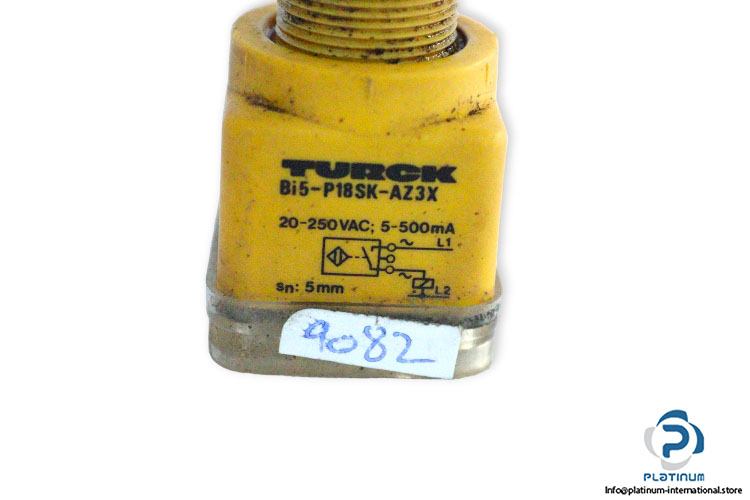 TURCK
Bi5-P18SK-AZ3X
20-250VAC; 5-500mA
~ L1
~
L2
sn: 5mm
9082
PLATINUM
Info@platinum-international.store